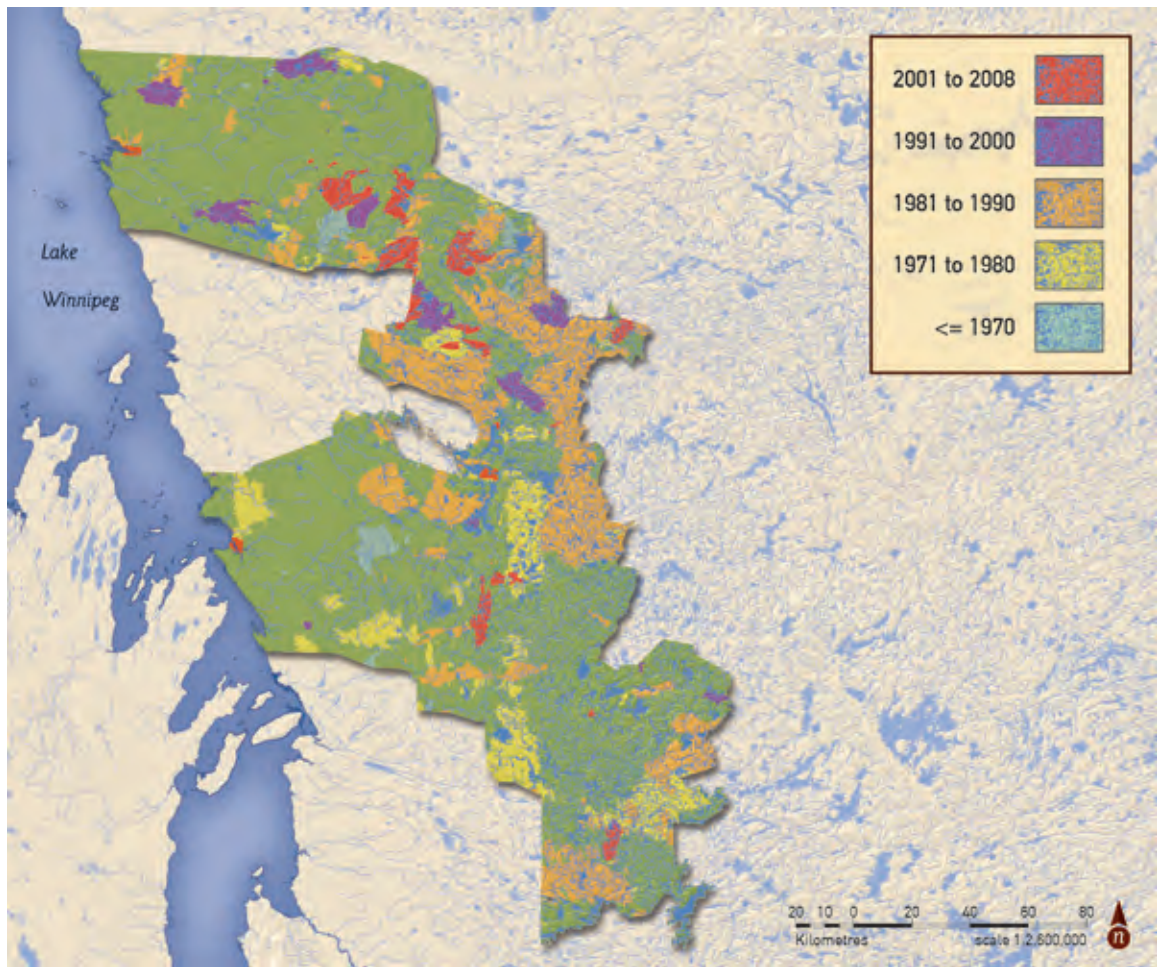 2001 to 2008
1991 to 2000
1981 to 1990
1971 to 1980
<= 1970
Lake
Winnipeg
20 10 0 20 40 60 80
Kilometres scale 1:2,600,000
n